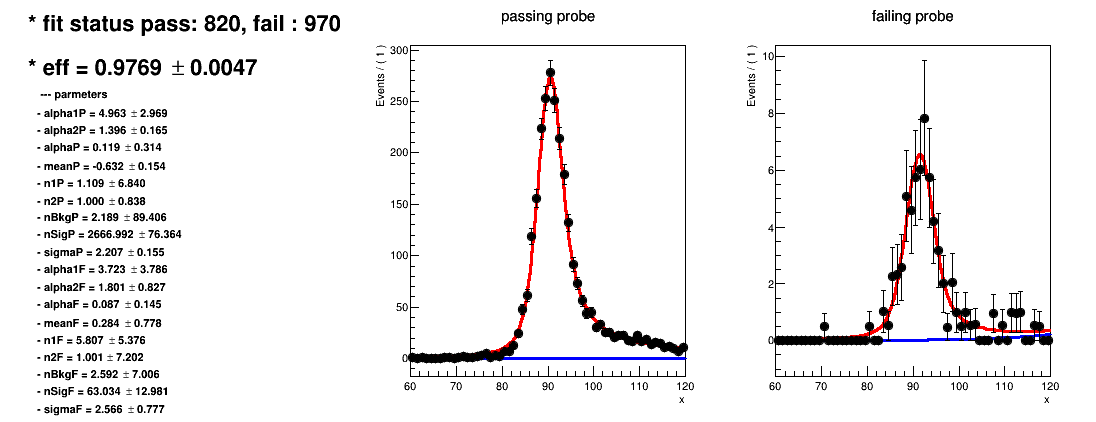 * fit status pass: 820, fail : 970
* eff = 0.9769 ± 0.0047
--- parmeters
- alpha1P = 4.963 ± 2.969
- alpha2P = 1.396 ± 0.165
- alphaP = 0.119 ± 0.314
- meanP = -0.632 ± 0.154
- n1P = 1.109 ± 6.840
- n2P = 1.000 ± 0.838
- nBkgP = 2.189 ± 89.406
- nSigP = 2666.992 ± 76.364
- sigmaP = 2.207 ± 0.155
- alpha1F = 3.723 ± 3.786
- alpha2F = 1.801 ± 0.827
- alphaF = 0.087 ± 0.145
- meanF = 0.284 ± 0.778
- n1F = 5.807 ± 5.376
- n2F = 1.001 ± 7.202
- nBkgF = 2.592 ± 7.006
- nSigF = 63.034 ± 12.981
- sigmaF = 2.566 ± 0.777
passing probe
Events / ( 1 )
300
250
200
150
100
50
0
60 70 80 90 100 110 120
x
failing probe
Events / ( 1 )
10
8
6
4
2
0
60 70 80 90 100 110 120
x